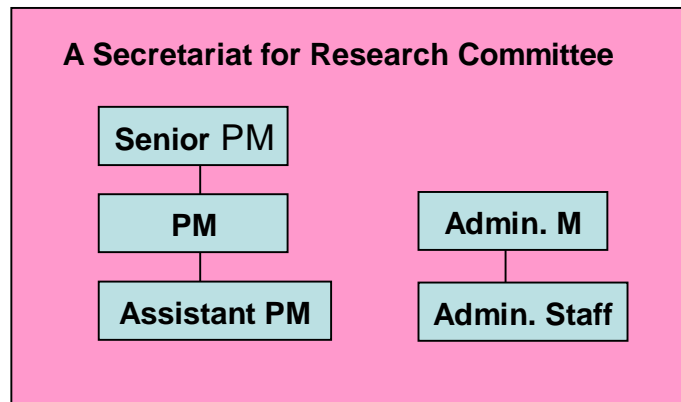 A Secretariat for Research Committee
Senior PM
PM
Assistant PM
Admin. M
Admin. Staff